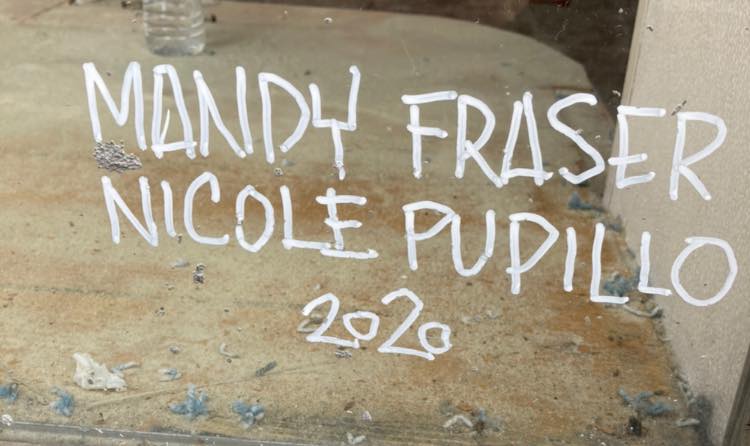 MANDY FRASER
NICOLE PUPILLO
2020